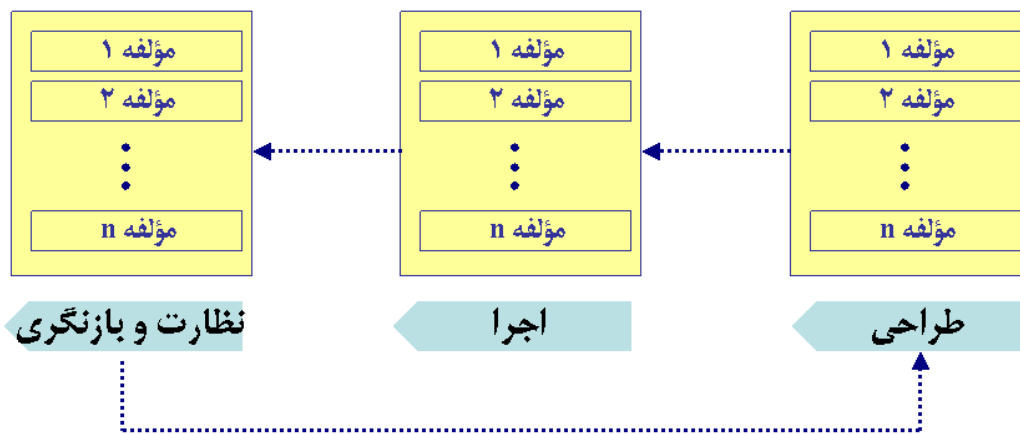 مؤلفه ۱
مؤلفه ۲
مؤلفه n
طراحی
مؤلفه ۱
مؤلفه ۲
مؤلفه n
اجرا
مؤلفه ۱
مؤلفه ۲
مؤلفه n
نظارت و بازنگری